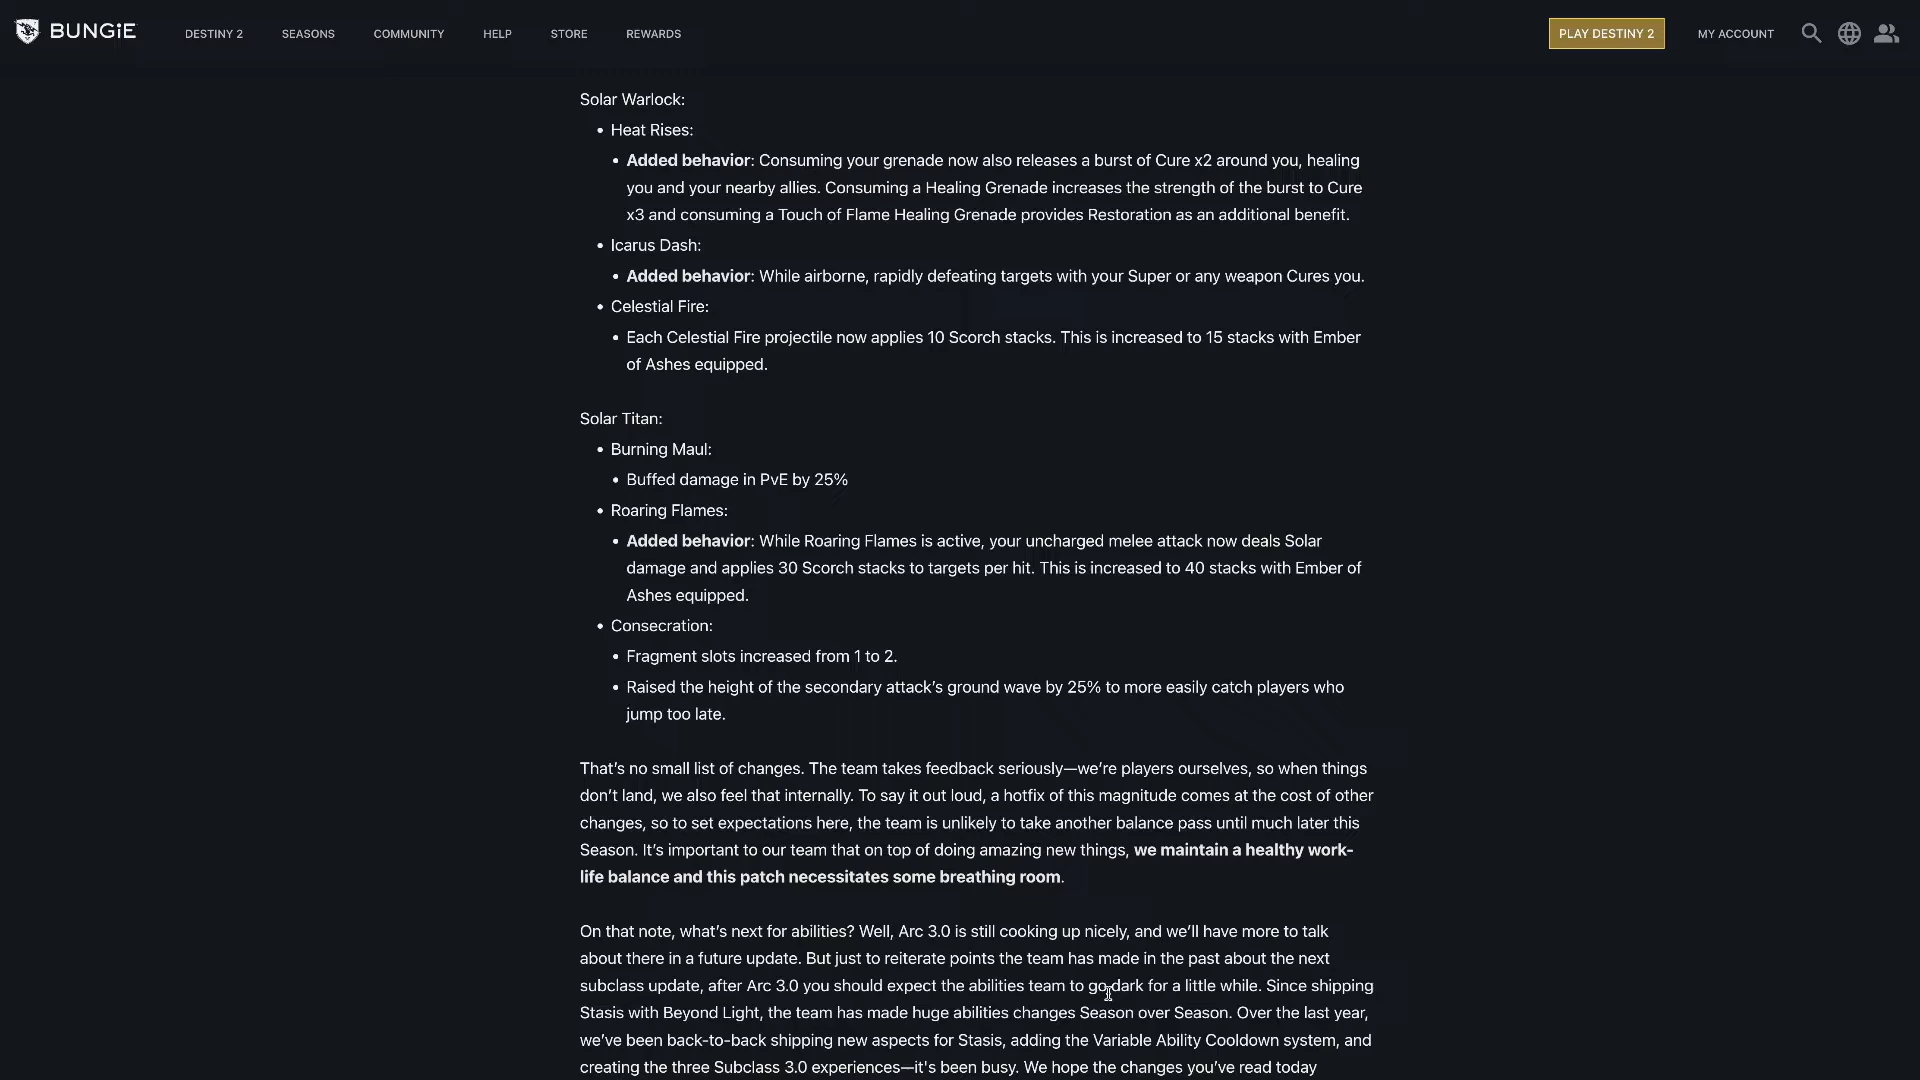 BUNGiE
DESTINY 2
SEASONS
COMMUNITY
HELP
STORE
REWARDS
PLAY DESTINY 2
MY ACCOUNT
Solar Warlock:
• Heat Rises:
• Added behavior: Consuming your grenade now also releases a burst of Cure x2 around you, healing
you and your nearby allies. Consuming a Healing Grenade increases the strength of the burst to Cure
x3 and consuming a Touch of Flame Healing Grenade provides Restoration as an additional benefit.
• Icarus Dash:
• Added behavior: While airborne, rapidly defeating targets with your Super or any weapon Cures you.
• Celestial Fire:
• Each Celestial Fire projectile now applies 10 Scorch stacks. This is increased to 15 stacks with Ember
of Ashes equipped.
Solar Titan:
• Burning Maul:
• Buffed damage in PvE by 25%
• Roaring Flames:
• Added behavior: While Roaring Flames is active, your uncharged melee attack now deals Solar
damage and applies 30 Scorch stacks to targets per hit. This is increased to 40 stacks with Ember of
Ashes equipped.
• Consecration:
• Fragment slots increased from 1 to 2.
• Raised the height of the secondary attack’s ground wave by 25% to more easily catch players who
jump too late.
That’s no small list of changes. The team takes feedback seriously—we’re players ourselves, so when things
don’t land, we also feel that internally. To say it out loud, a hotfix of this magnitude comes at the cost of other
changes, so to set expectations here, the team is unlikely to take another balance pass until much later this
Season. It’s important to our team that on top of doing amazing new things, we maintain a healthy work-
life balance and this patch necessitates some breathing room.
On that note, what’s next for abilities? Well, Arc 3.0 is still cooking up nicely, and we’ll have more to talk
about there in a future update. But just to reiterate points the team has made in the past about the next
subclass update, after Arc 3.0 you should expect the abilities team to go dark for a little while. Since shipping
Stasis with Beyond Light, the team has made huge abilities changes Season over Season. Over the last year,
we’ve been back-to-back shipping new aspects for Stasis, adding the Variable Ability Cooldown system, and
creating the three Subclass 3.0 experiences—it's been busy. We hope the changes you’ve read today